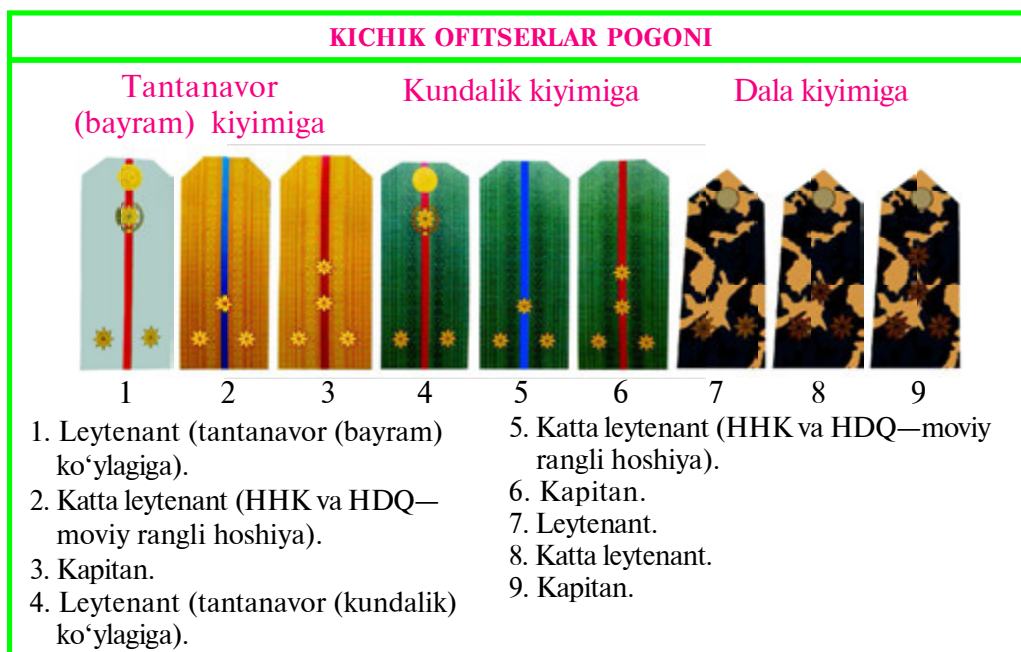 KICHIK OFITSERLAR POGONI
Tantanavor
(bayram) kiyimiga
Kundalik kiyimiga
Dala kiyimiga
1 2 3 4 5 6 7 8 9
1. Leytenant (tantanavor (bayram)
ko‘ylagiga).
2. Katta leytenant (HHK va HDQ—
moviy rangli hoshiya).
3. Kapitan.
4. Leytenant (tantanavor (kundalik)
ko‘ylagiga).
5. Katta leytenant (HHK va HDQ—moviy
rangli hoshiya).
6. Kapitan.
7. Leytenant.
8. Katta leytenant.
9. Kapitan.